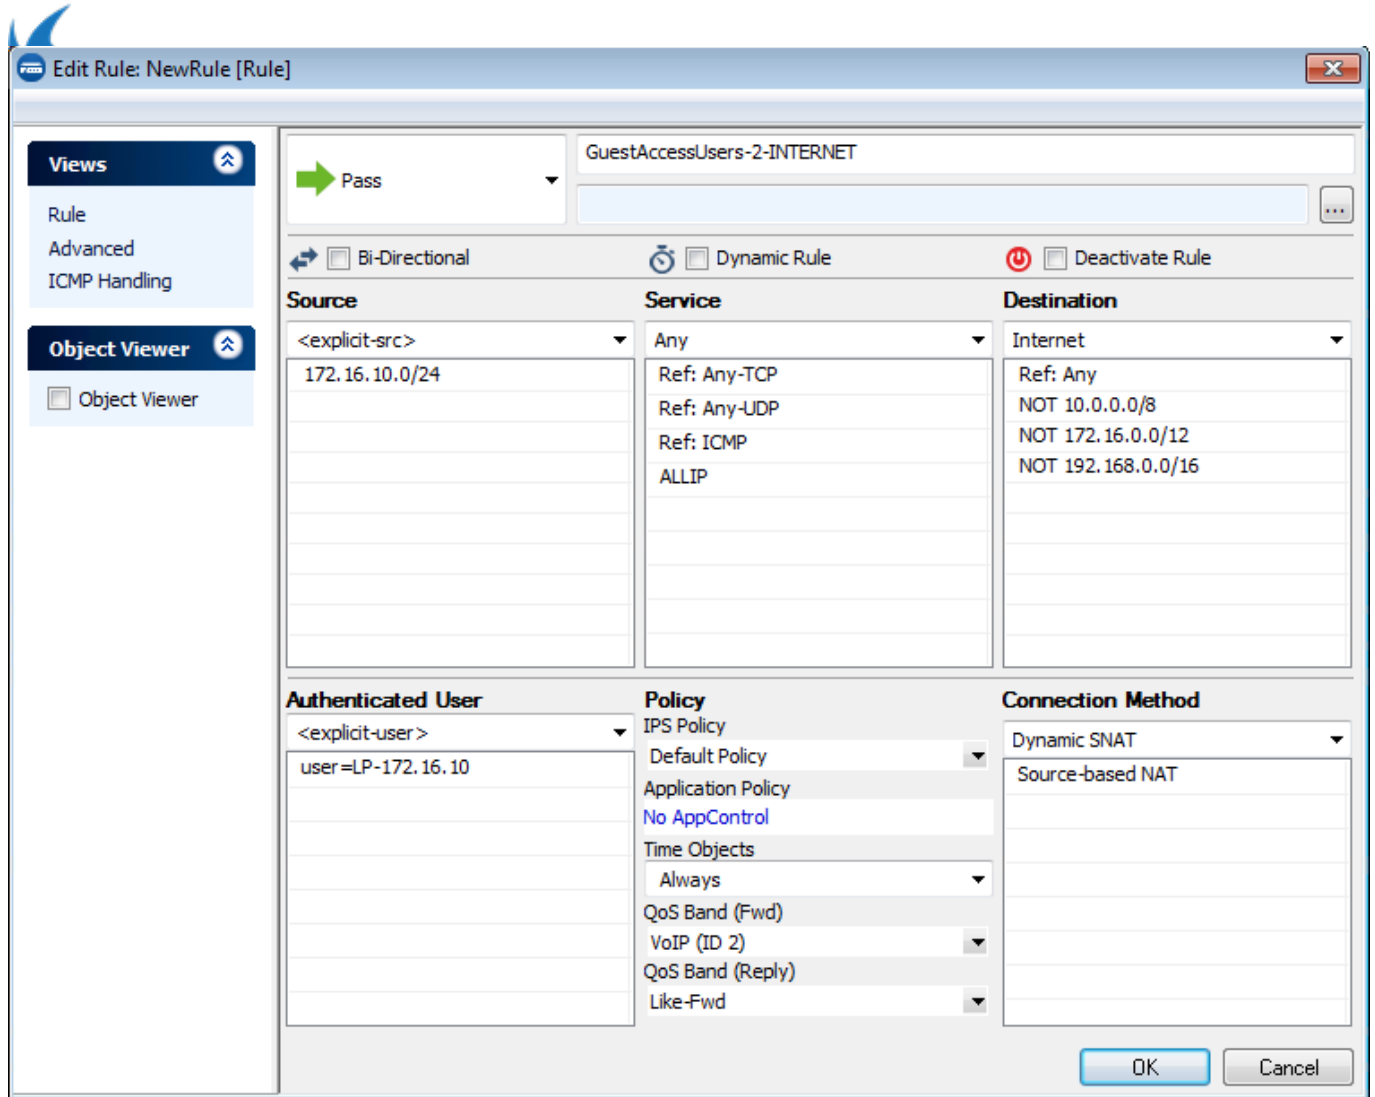 Edit Rule: NewRule [Rule]
Views
Rule
Advanced
ICMP Handling
Object Viewer
Object Viewer
Pass
GuestAccessUsers-2-INTERNET
...
Bi-Directional
Dynamic Rule
Deactivate Rule
Source
<explicit-src>
172.16.10.0/24
Service
Any
Ref: Any-TCP
Ref: Any-UDP
Ref: ICMP
ALLIP
Destination
Internet
Ref: Any
NOT 10.0.0.0/8
NOT 172.16.0.0/12
NOT 192.168.0.0/16
Authenticated User
<explicit-user>
user=LP-172.16.10
Policy
IPS Policy
Default Policy
Application Policy
No AppControl
Time Objects
Always
QoS Band (Fwd)
VoIP (ID 2)
QoS Band (Reply)
Like-Fwd
Connection Method
Dynamic SNAT
Source-based NAT
OK
Cancel